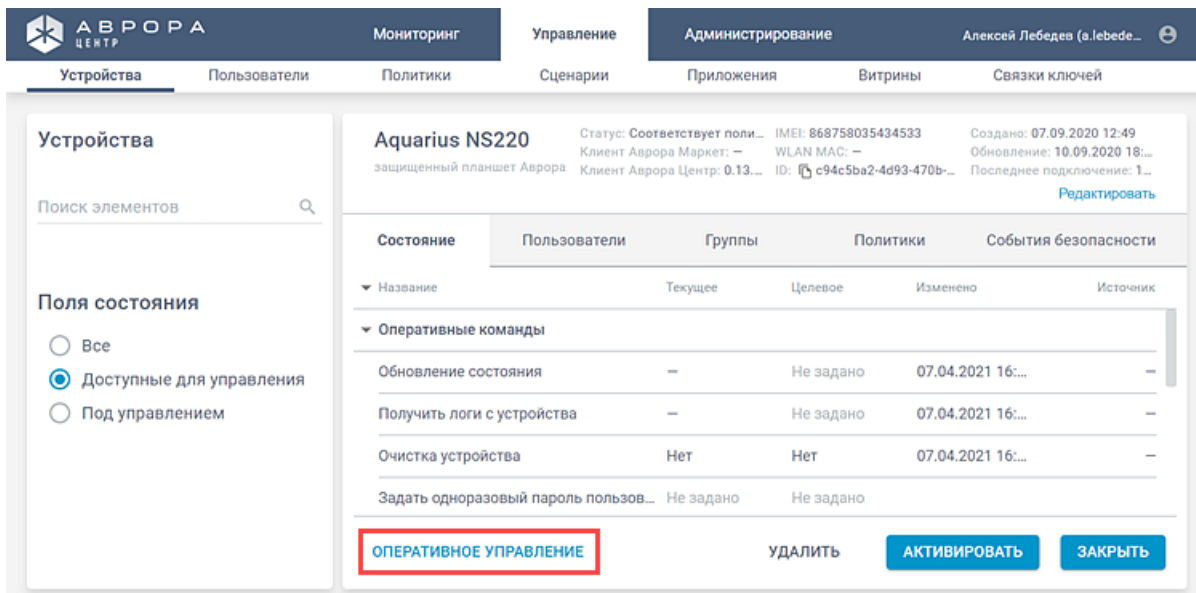 АВРОРА
ЦЕНТР
Мониторинг Управление Администрирование Алексей Лебедев (a.lebede...
Устройства Пользователи Политики Сценарии Приложения Витрины Связки ключей
Устройства
Поиск элементов
Поля состояния
Все
Доступные для управления
Под управлением
Aquarius NS220
защищенный планшет Аврора
Статус: Соответствует поли...
Клиент Аврора Маркет: —
Клиент Аврора Центр: 0.13....
IMEI: 868758035434533
WLAN MAC: —
ID: c94c5ba2-4d93-470b-...
Создано: 07.09.2020 12:49
Обновление: 10.09.2020 18:...
Последнее подключение: 1...
Редактировать
Состояние Пользователи Группы Политики События безопасности
Название Текущее Целевое Изменено Источник
Оперативные команды
Обновление состояния — Не задано 07.04.2021 16:... —
Получить логи с устройства — Не задано 07.04.2021 16:... —
Очистка устройства Нет Нет 07.04.2021 16:... —
Задать одноразовый пароль пользов... Не задано Не задано
ОПЕРАТИВНОЕ УПРАВЛЕНИЕ УДАЛИТЬ АКТИВИРОВАТЬ ЗАКРЫТЬ